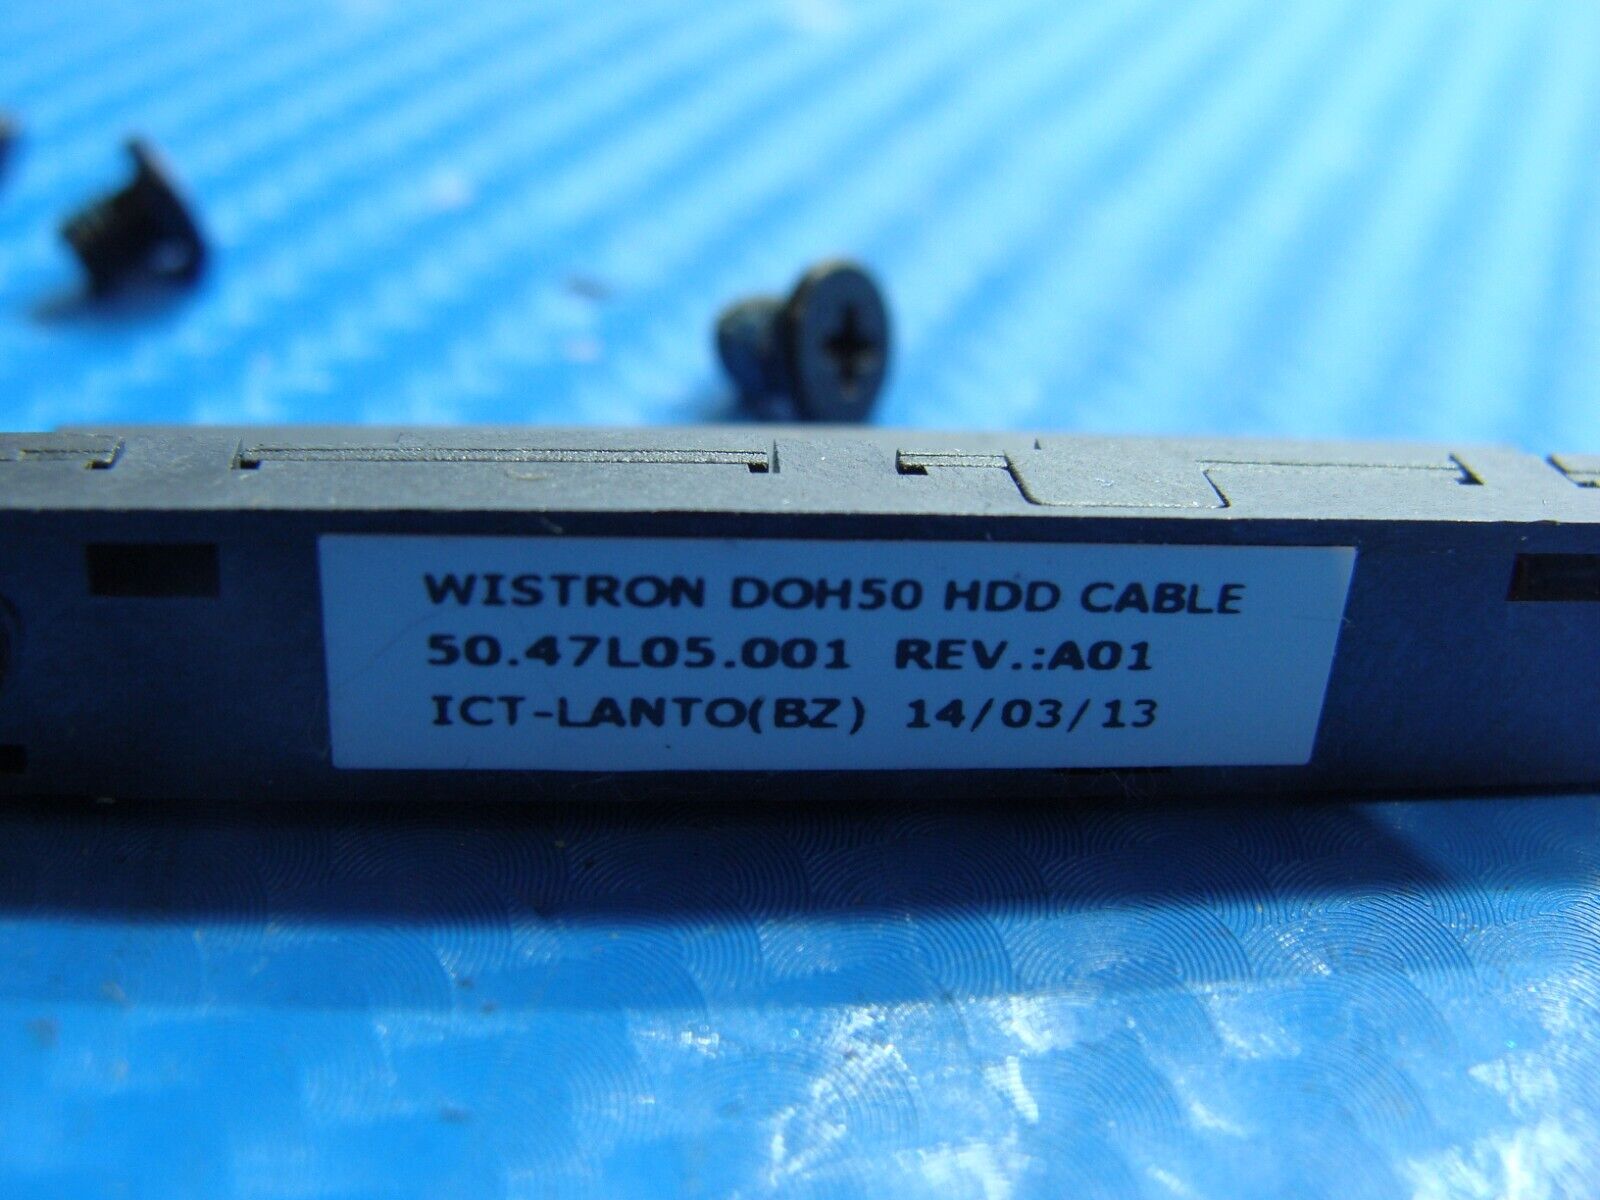 WISTRON DOH50 HDD CABLE
50.47L05.001 REV.:A01
ICT-LANTO(BZ) 14/03/13